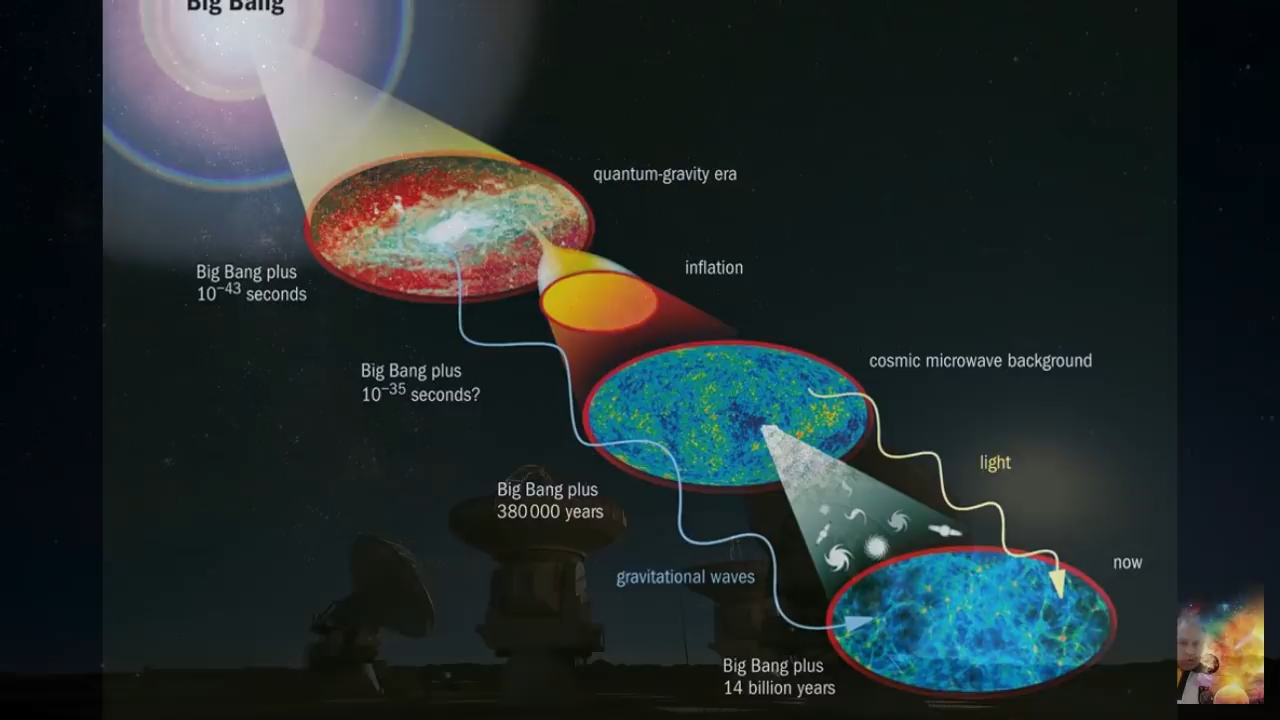 Big Bang
quantum-gravity era
inflation
Big Bang plus
10⁻⁴³ seconds
cosmic microwave background
Big Bang plus
10⁻³⁵ seconds?
light
Big Bang plus
380 000 years
now
gravitational waves
Big Bang plus
14 billion years